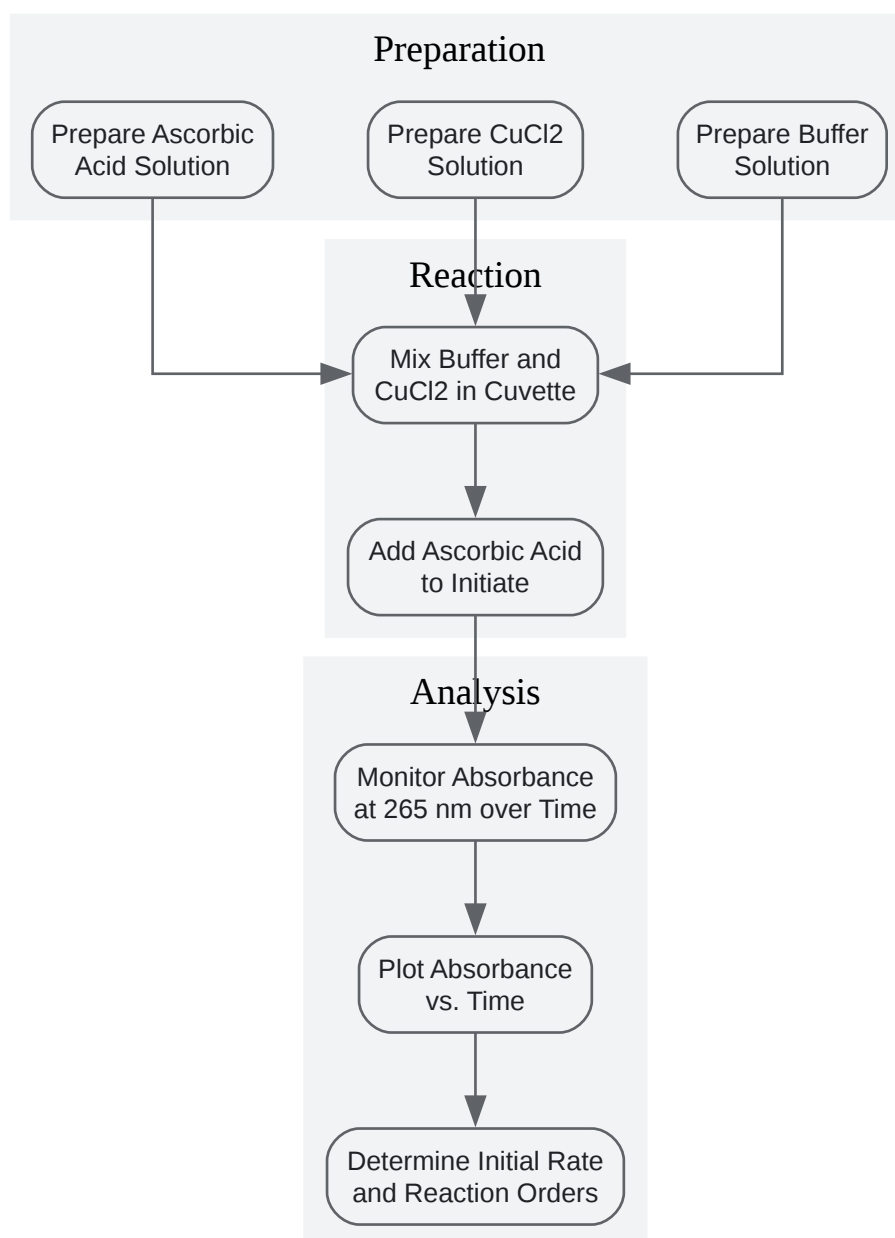 Preparation
Prepare Ascorbic
Acid Solution
Prepare CuCl2
Solution
Prepare Buffer
Solution
Reaction
Mix Buffer and
CuCl2 in Cuvette
Add Ascorbic Acid
to Initiate
Analysis
Monitor Absorbance
at 265 nm over Time
Plot Absorbance
vs. Time
Determine Initial Rate
and Reaction Orders